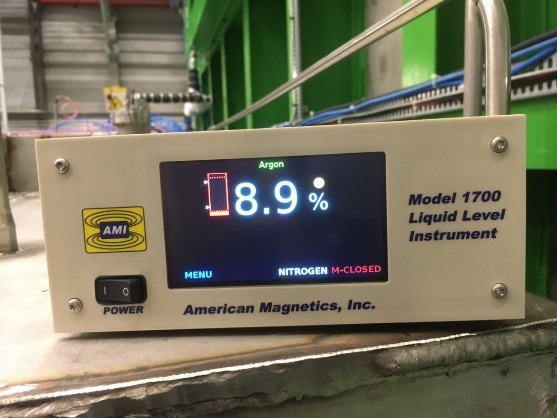 Argon
8.9 %
MENU
NITROGEN M-CLOSED
AMI
POWER
I O
American Magnetics, Inc.
Model 1700
Liquid Level
Instrument